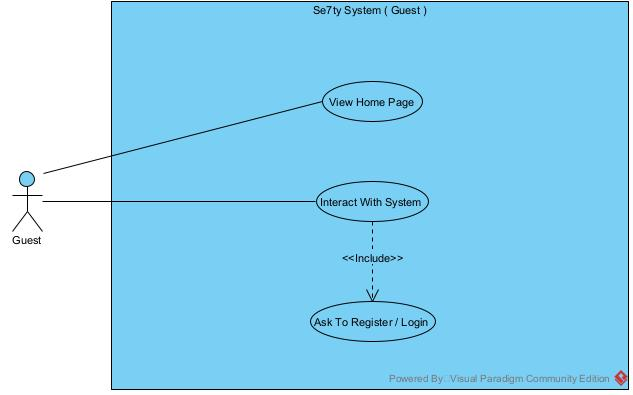 Se7ty System ( Guest )
View Home Page
Interact With System
Guest
<<Include>>
Ask To Register / Login
Powered By: Visual Paradigm Community Edition